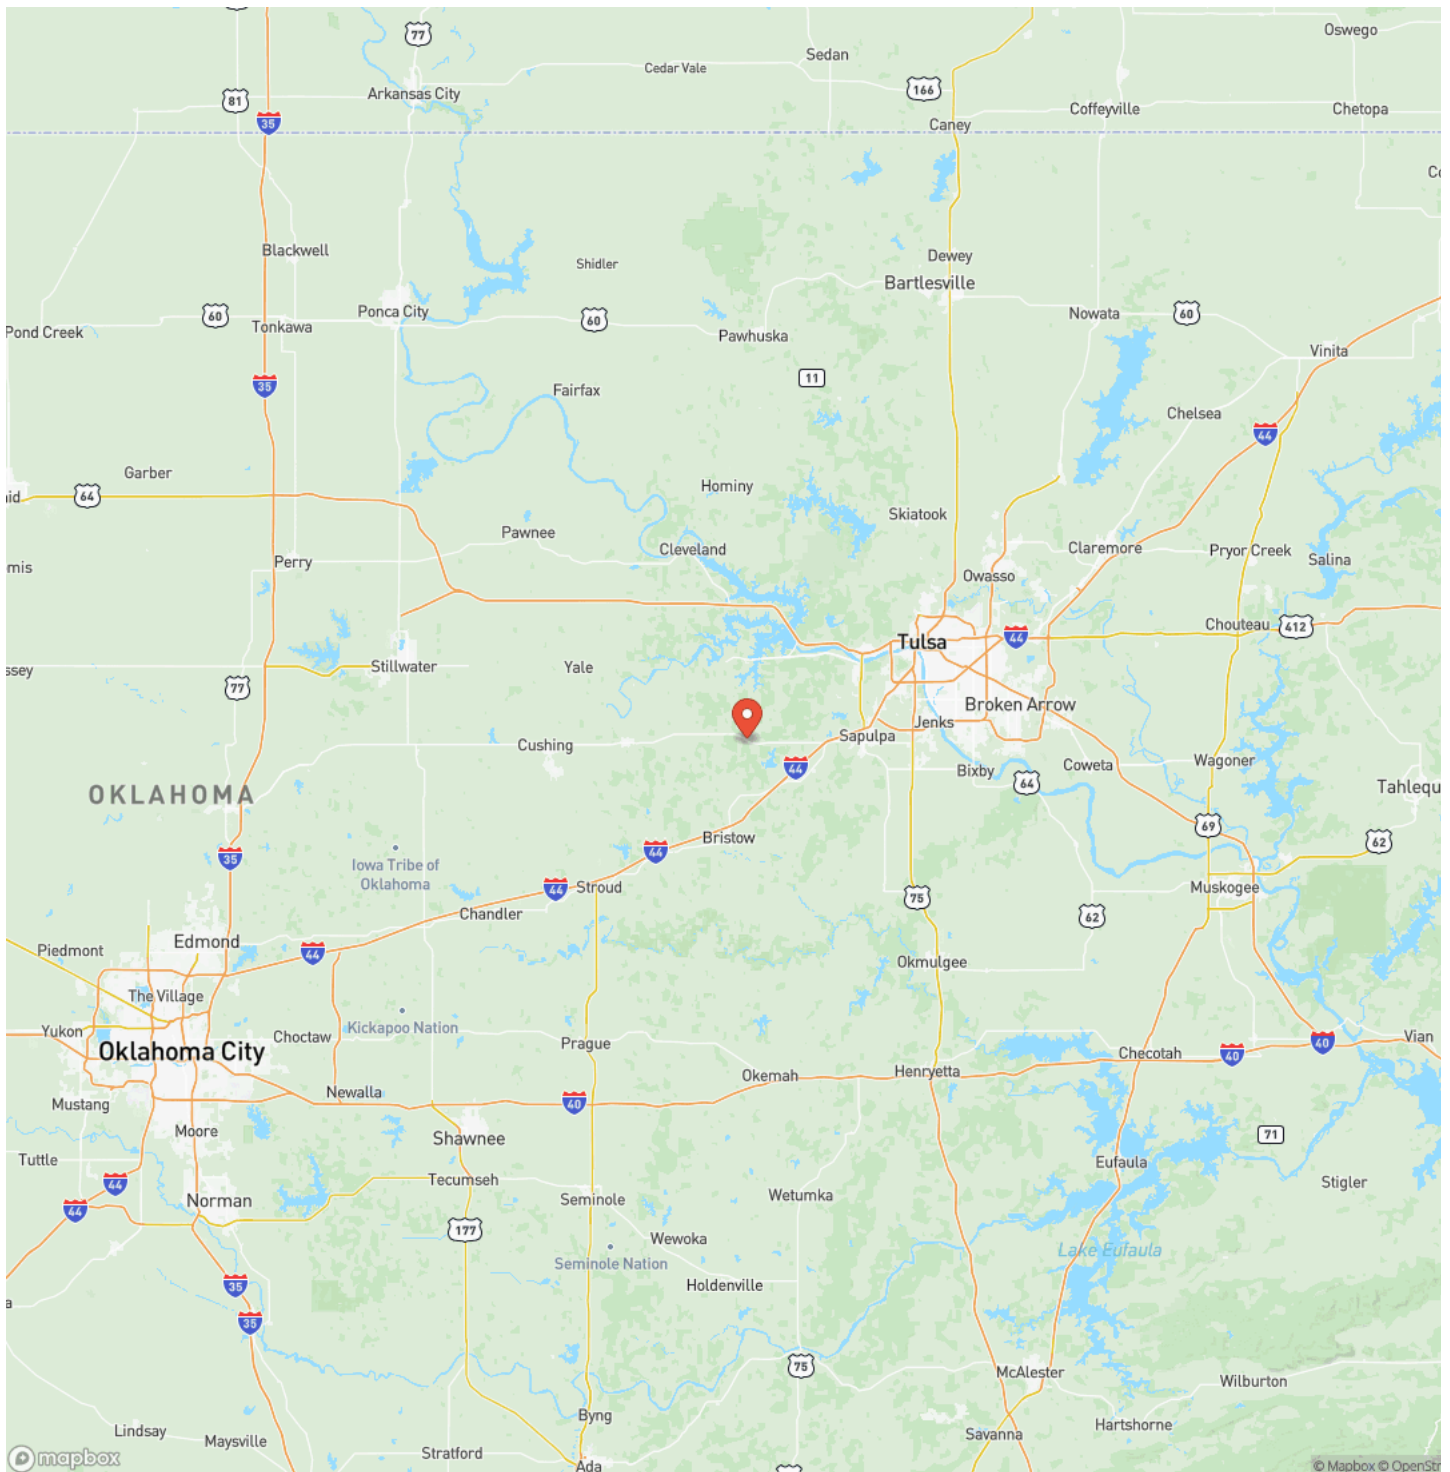 77
Sedan
Oswego
Cedar Vale
Arkansas City
81
166
Coffeyville
Chetopa
35
Caney
Blackwell
Shidler
Dewey
Bartlesville
60
Ponca City
60
Nowata
60
Pond Creek
Tonkawa
Pawhuska
Vinita
35
11
Fairfax
Chelsea
44
Garber
Hominy
64
Skiatook
Pawnee
Cleveland
Claremore
Pryor Creek
Perry
Salina
Owasso
Chouteau
412
Tulsa
44
Stillwater
Yale
77
Broken Arrow
Jenks
Cushing
Sapulpa
44
Bixby
Coweta
Wagoner
64
Tahlequ
OKLAHOMA
69
62
Bristow
44
35
Iowa Tribe of
Oklahoma
44
Stroud
Muskogee
75
Chandler
62
Edmond
Piedmont
44
Okmulgee
The Village
Kickapoo Nation
Yukon
Choctaw
Prague
40
Vian
Oklahoma City
Checotah
40
Okemah
Henryetta
Newalla
Mustang
40
Moore
Shawnee
71
Tuttle
Eufaula
44
Tecumseh
Stigler
44
Norman
Seminole
Wetumka
177
Wewoka
Lake Eufaula
Seminole Nation
35
Holdenville
35
75
McAlester
Wilburton
Byng
Hartshorne
Lindsay
Maysville
Savanna
Stratford
Ada
mapbox
© Mapbox © OpenStr